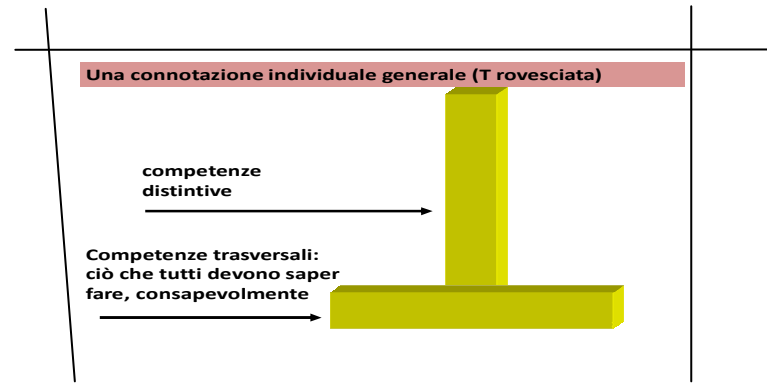 Una connotazione individuale generale (T rovesciata)
competenze
distintive
Competenze trasversali:
ciò che tutti devono saper
fare, consapevolmente